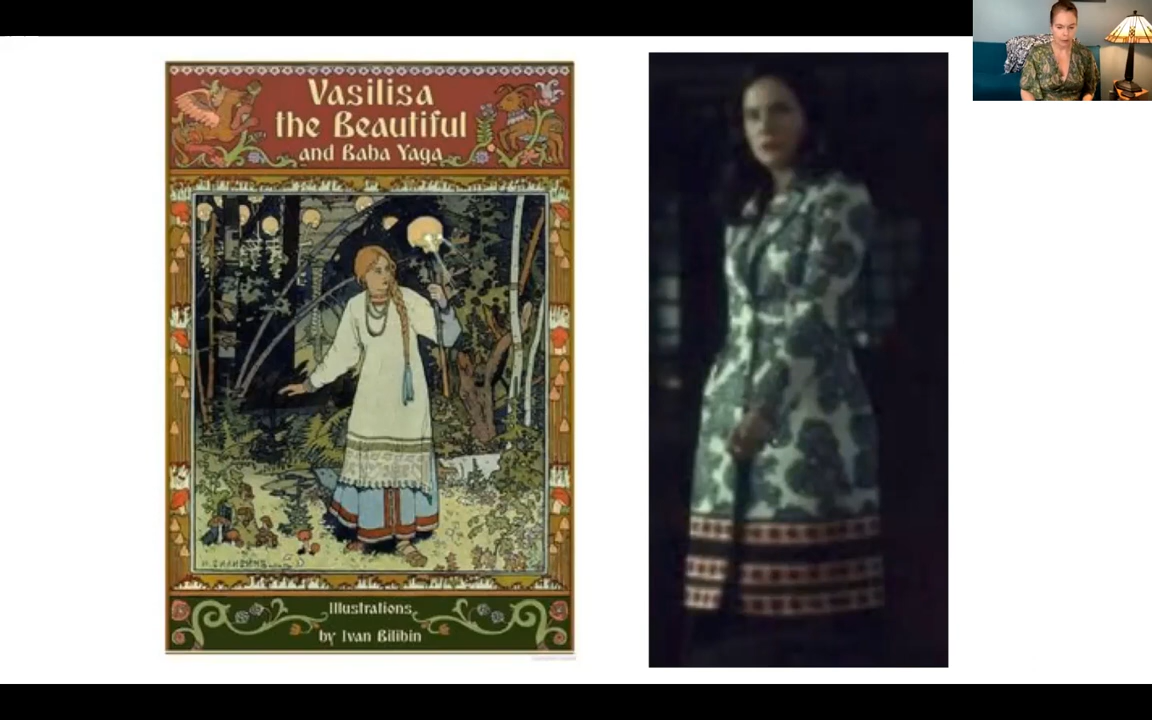 Vasilisa
the Beautiful
and Baba Yaga
Illustrations
by Ivan Bilibin